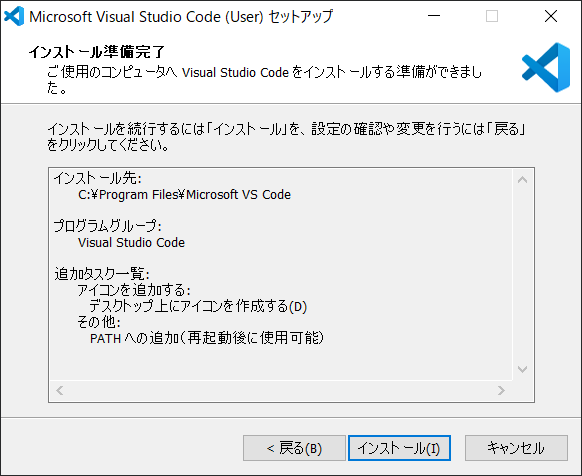 Microsoft Visual Studio Code (User) セットアップ
インストール準備完了
ご使用のコンピュータへ Visual Studio Code をインストールする準備ができまし
た。
インストールを続行するには「インストール」を、設定の確認や変更を行うには「戻る」
をクリックしてください。
インストール先:
C:¥Program Files¥Microsoft VS Code
プログラムグループ:
Visual Studio Code
追加タスク一覧:
アイコンを追加する:
デスクトップ上にアイコンを作成する(D)
その他:
PATH への追加（再起動後に使用可能）
< 戻る(B)
インストール(I)
キャンセル